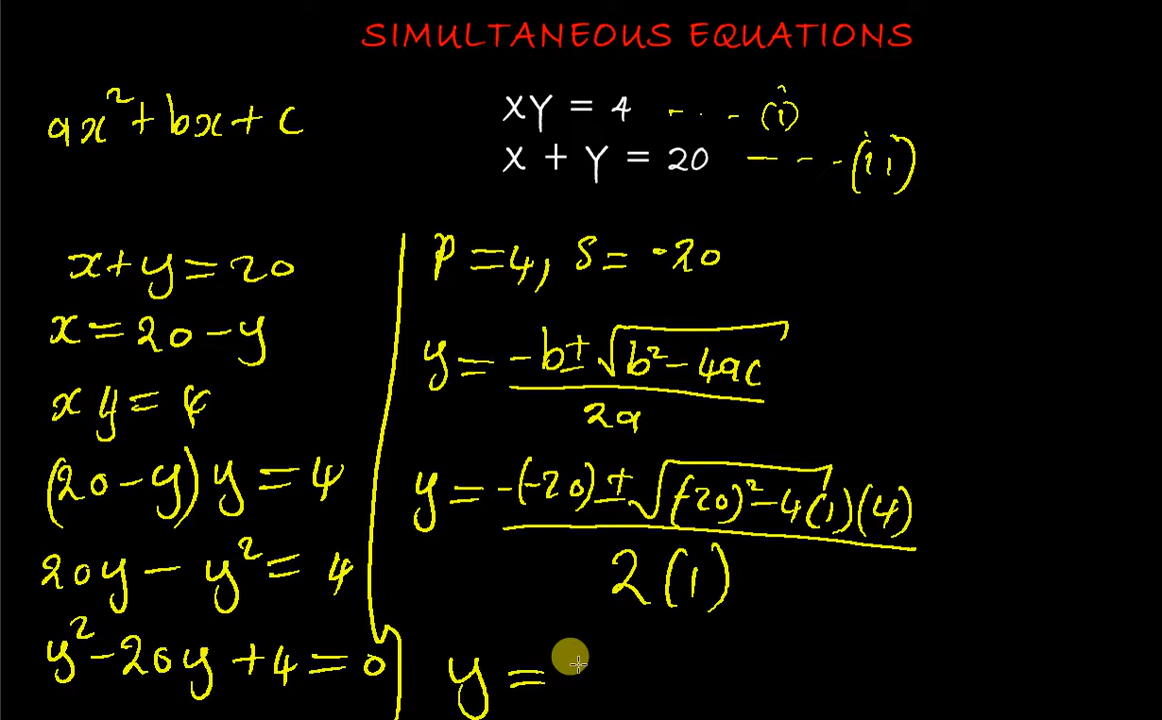 SIMULTANEOUS EQUATIONS
ax²+bx+c
XY = 4 --- (i)
X + Y = 20 --- (ii)
x+y=20
x=20-y
xy=4
(20-y)y=4
20y-y²=4
y²-20y+4=0
P=4, S=-20
y=(-b±√(b²-4ac))/2a
y=(-(-20)±√((-20)²-4(1)(4)))/2(1)
y=